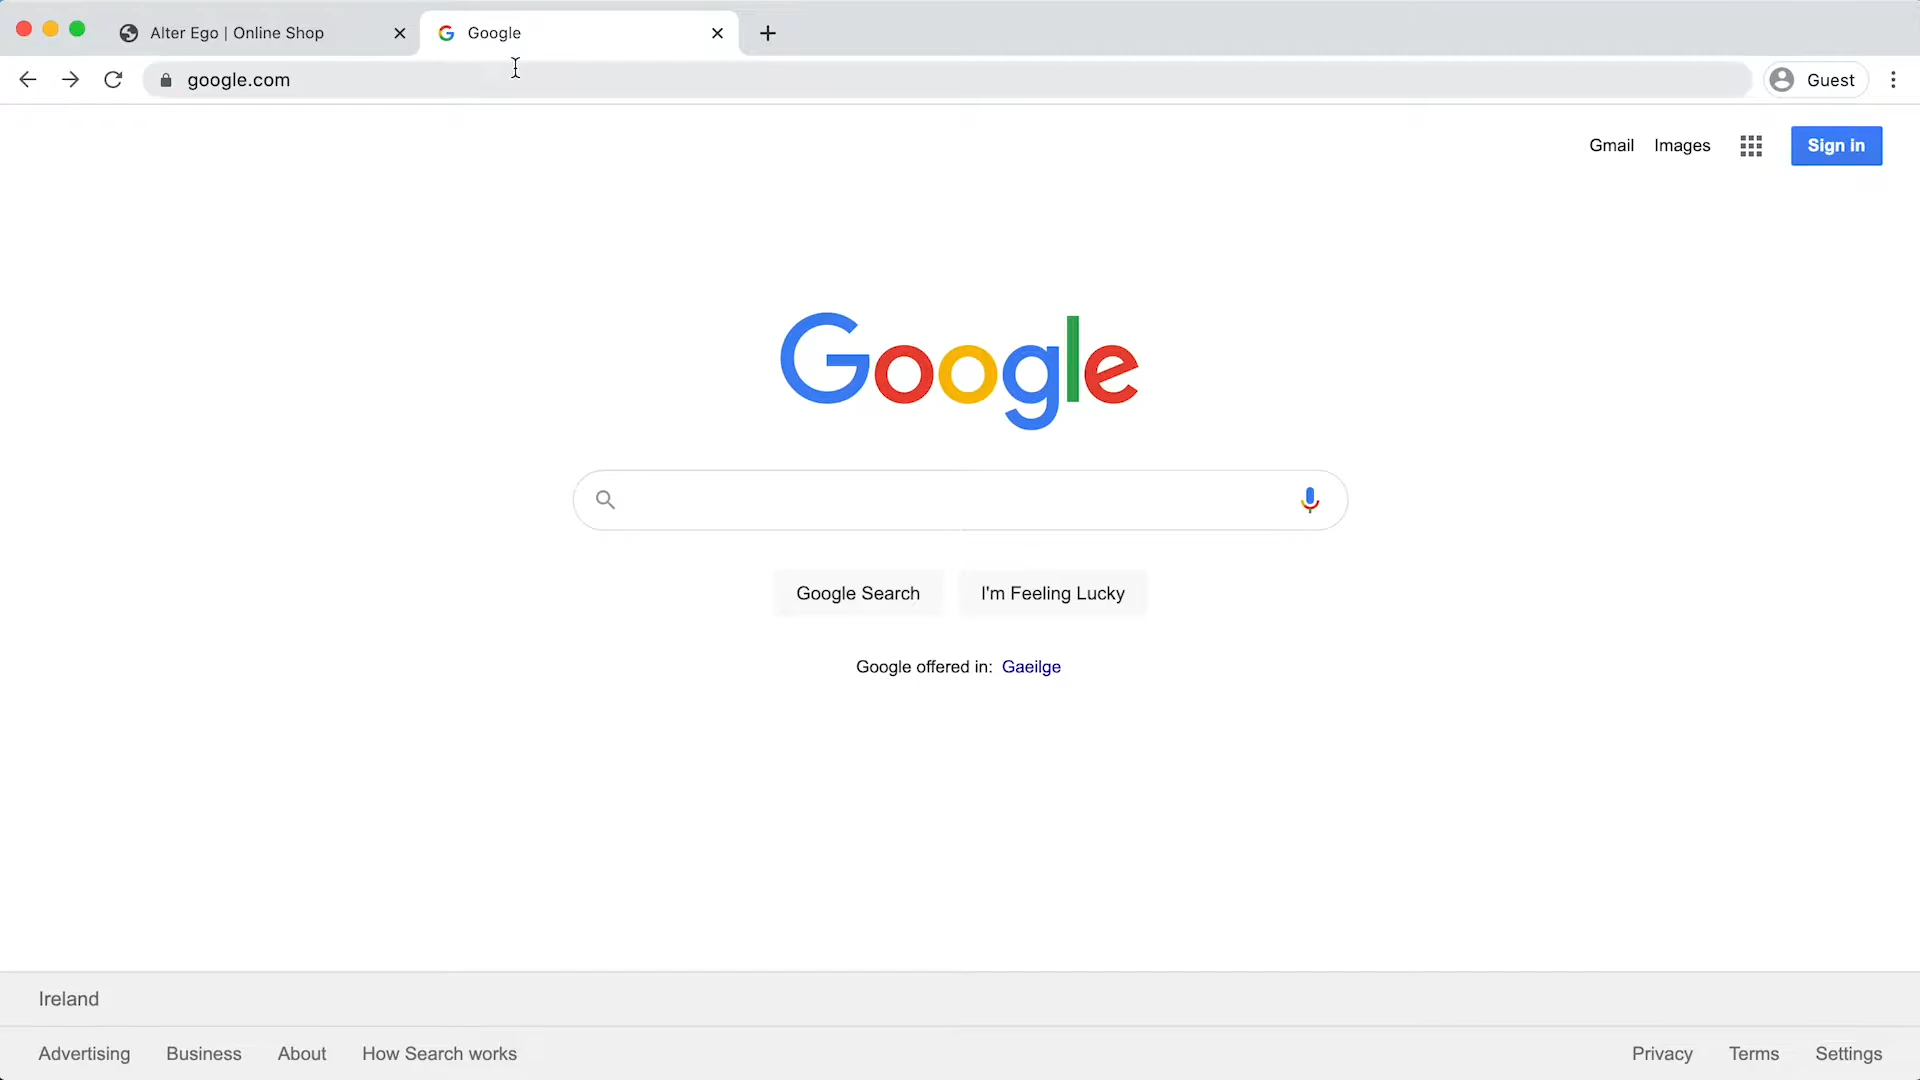 Alter Ego | Online Shop
Google
google.com
Guest
Gmail Images
Sign in
Google
Google Search
I'm Feeling Lucky
Google offered in: Gaeilge
Ireland
Advertising Business About How Search works
Privacy Terms Settings